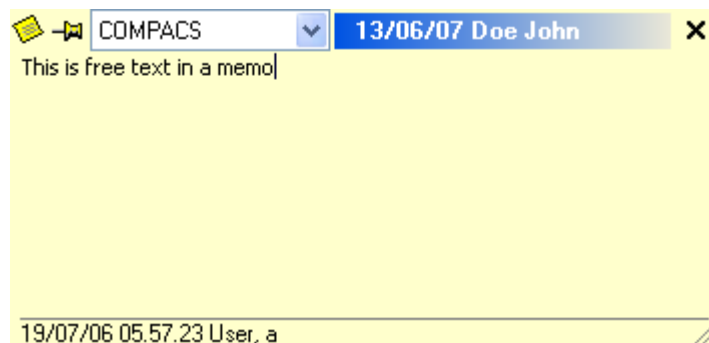 COMPACS 13/06/07 Doe John
This is free text in a memo
19/07/06 05.57.23 User, a